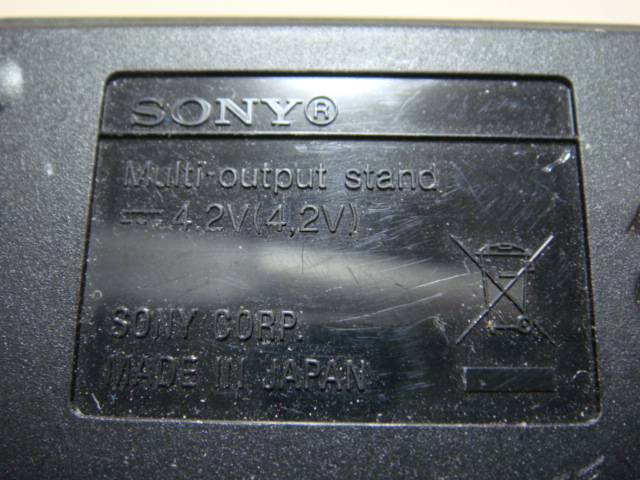 SONY®
Multi-output stand
⎓ 4.2V(4,2V)
SONY CORP.
MADE IN JAPAN